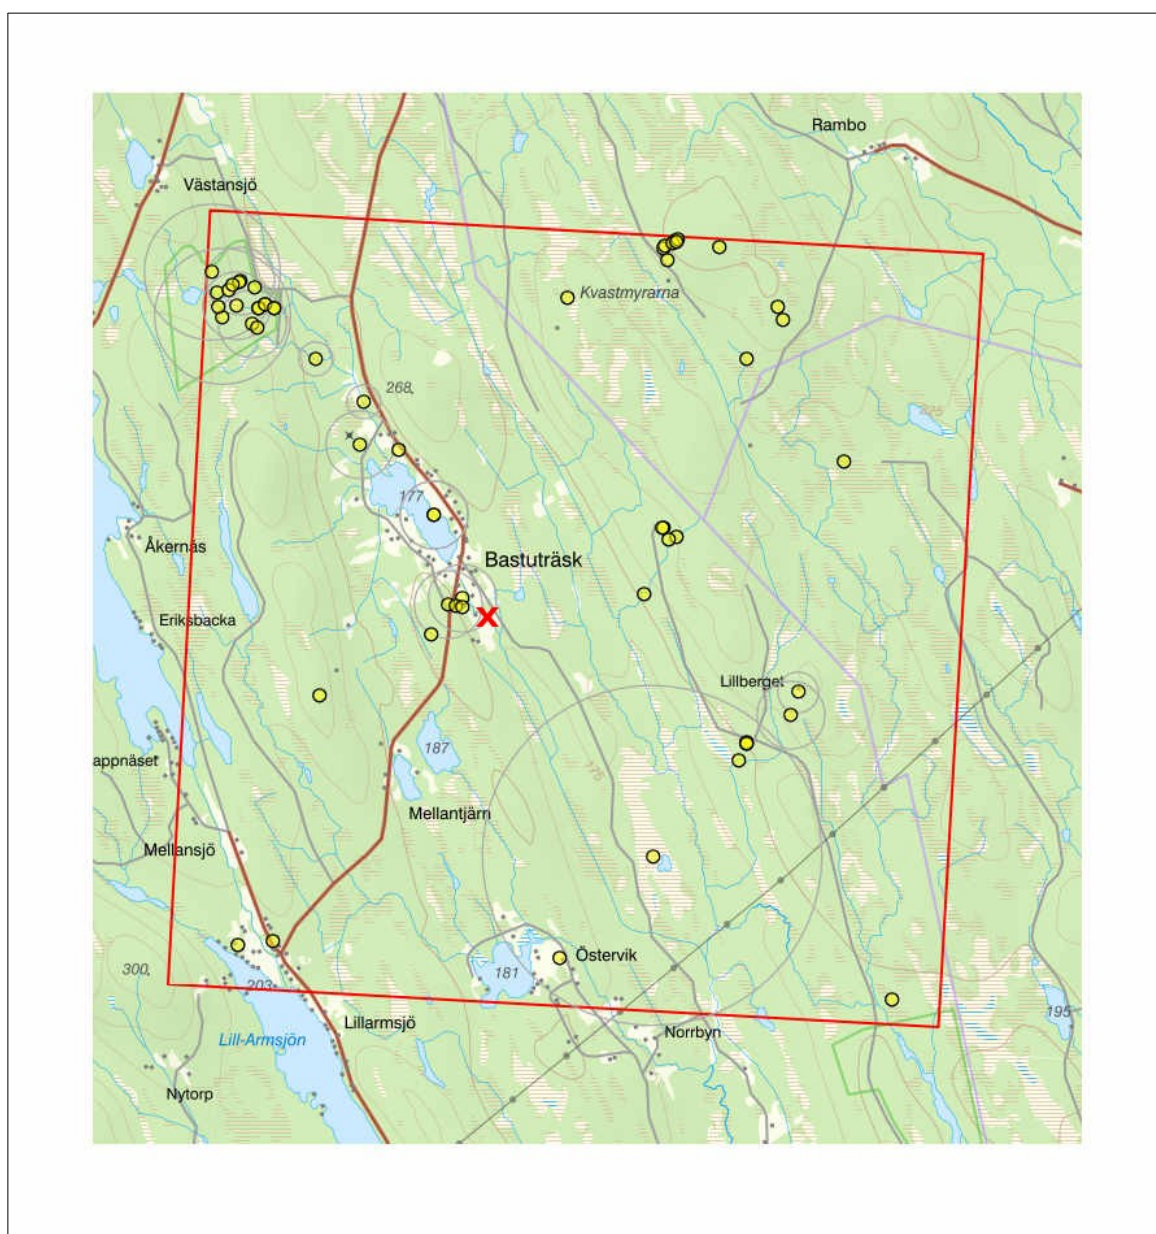 Rambo
Västansjö
Kvastmyrarna
268
177
Bastuträsk
Åkernäs
Eriksbacka
Lillberget
187
175
appnäset
Mellantjärn
Mellansjö
Östervik
181
300
203
Lillarmsjö
Norrbyn
195
Lill-Armsjön
Nytorp